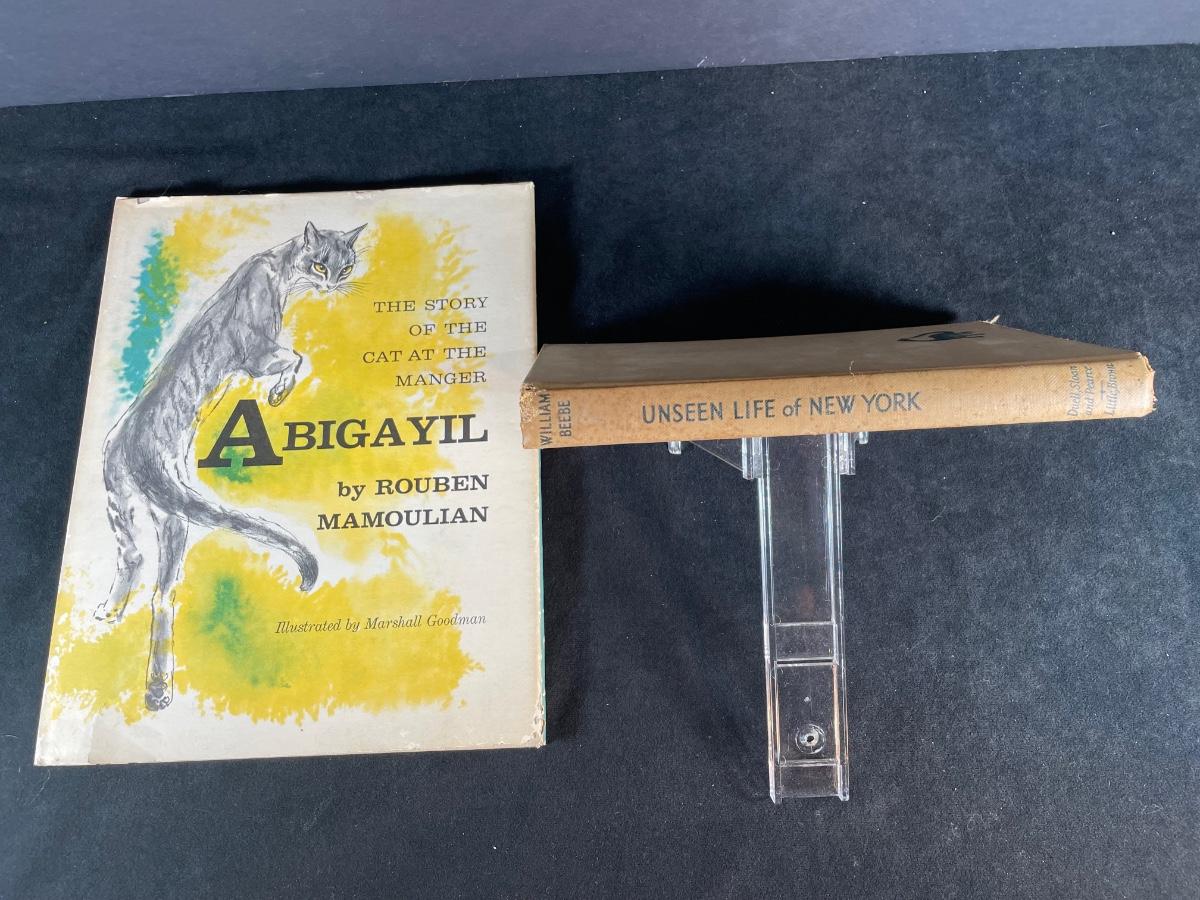 THE STORY
OF THE
CAT AT THE
MANGER
ABIGAYIL
by ROUBEN
MAMOULIAN
Illustrated by Marshall Goodman
WILLIAM
BEEBE
UNSEEN LIFE of NEW YORK
Duell, Sloan
and Pearce
Little, Brown